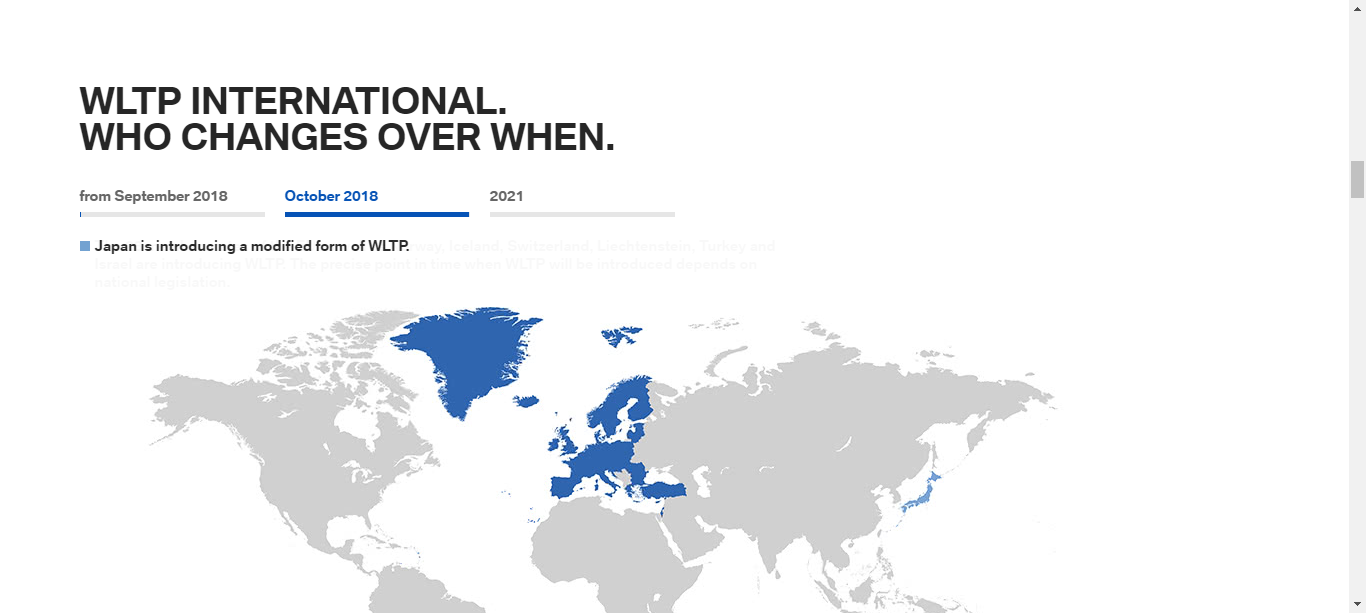 WLTP INTERNATIONAL.
WHO CHANGES OVER WHEN.
from September 2018
October 2018
2021
Japan is introducing a modified form of WLTP.
way, Iceland, Switzerland, Liechtenstein, Turkey and
Israel are introducing WLTP. The precise point in time when WLTP will be introduced depends on
national legislation.